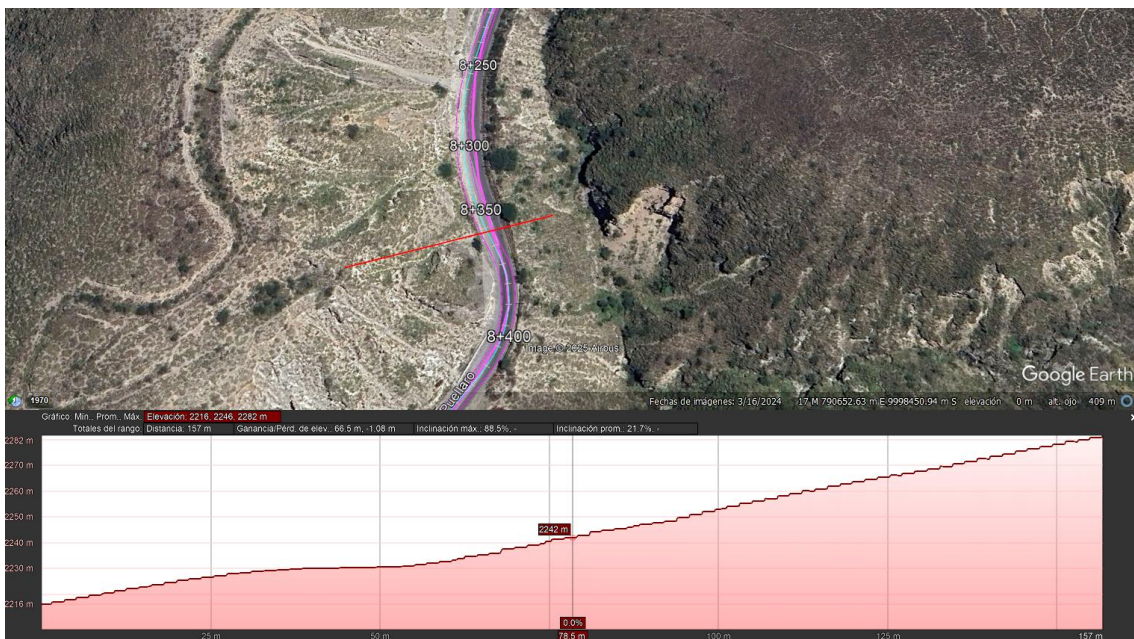 8+250
8+300
8+350
8+400
Image © 2025 Airbus
Puéllaro
Google Earth
1970
Fechas de imágenes: 3/16/2024 17 M 790652.63 m E 9998450.94 m S elevación 0 m alt. ojo 409 m
Gráfico: Mín., Prom., Máx. Elevación: 2216, 2246, 2282 m
Totales del rango: Distancia: 157 m Ganancia/Pérd. de elev.: 66.5 m, -1.08 m Inclinación máx.: 88.5%, - Inclinación prom.: 21.7%, -
2282 m
2270 m
2260 m
2250 m
2242 m
2240 m
2230 m
2216 m
0.0%
25 m 50 m 78.5 m 100 m 125 m 157 m